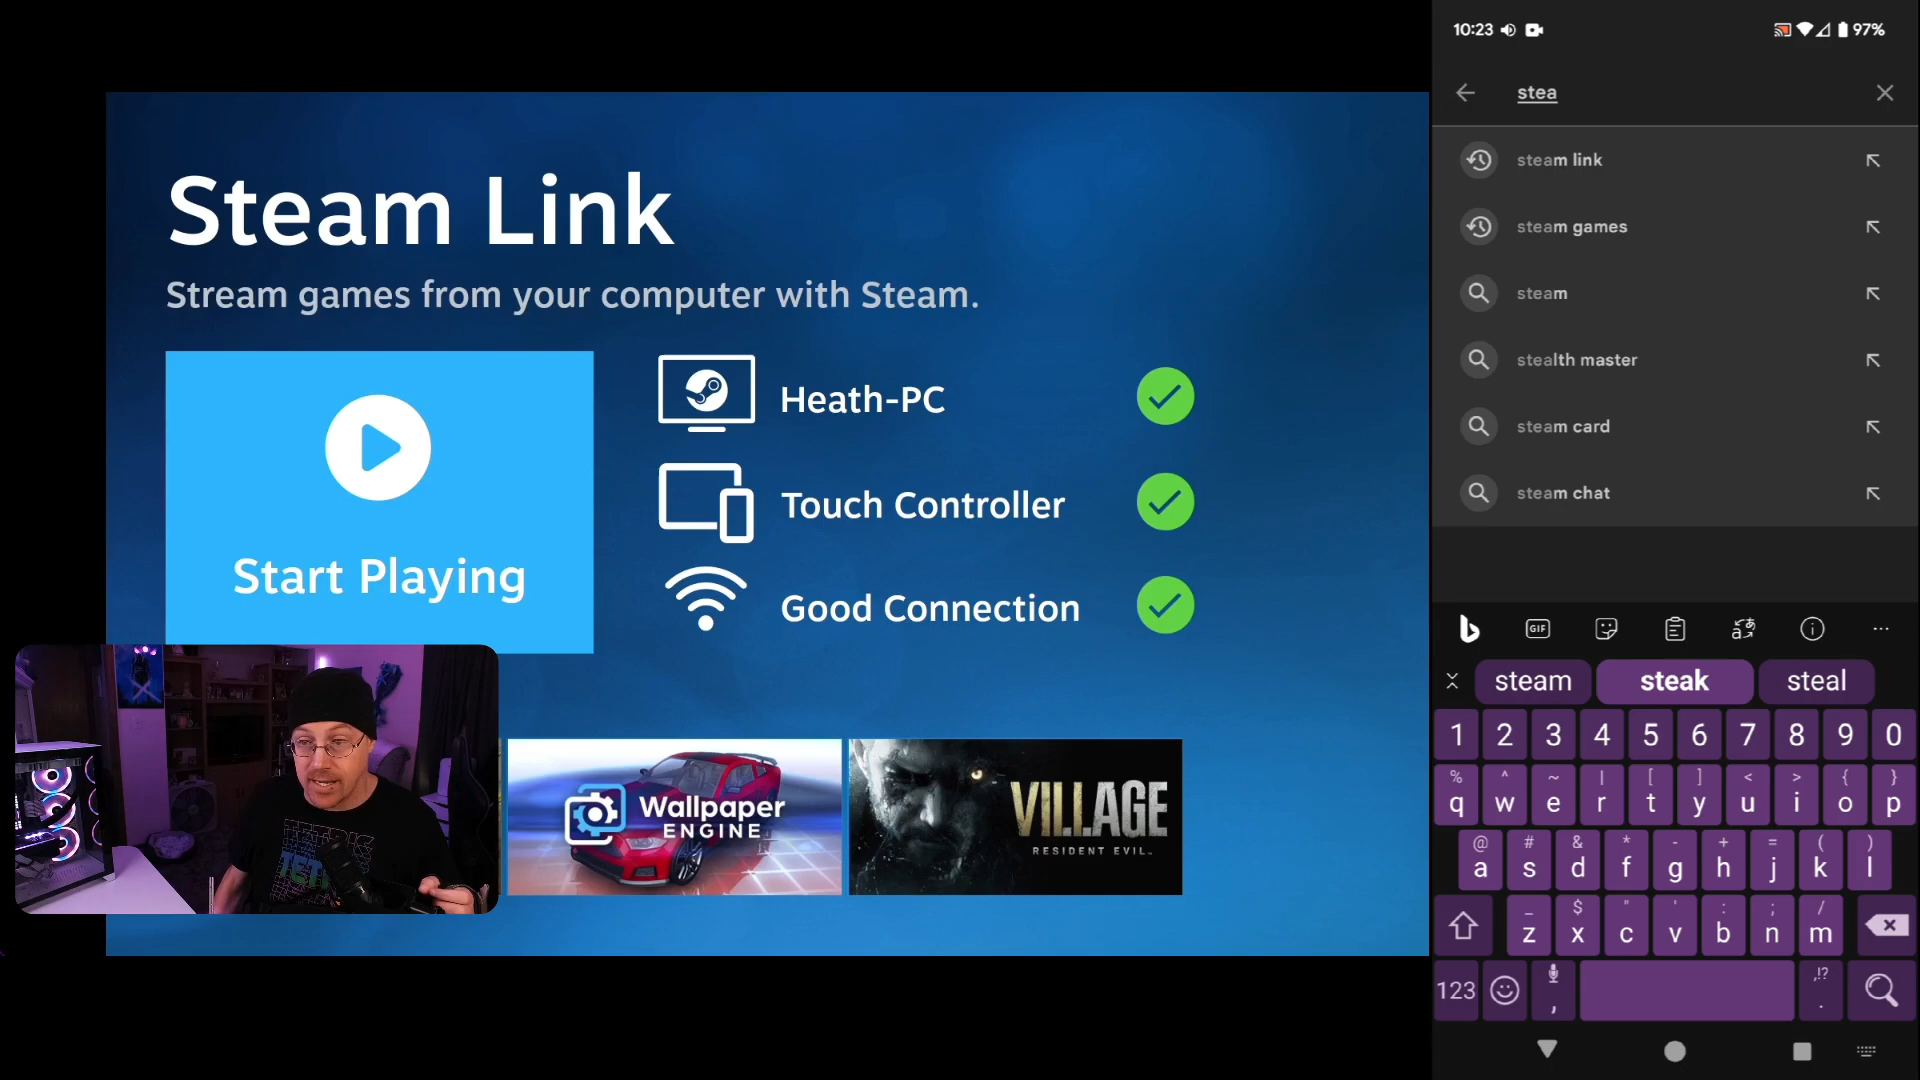 Steam Link
Stream games from your computer with Steam.
Start Playing
Heath-PC
Touch Controller
Good Connection
Wallpaper
ENGINE
VILLAGE
RESIDENT EVIL
10:23
97%
stea
steam link
steam games
steam
stealth master
steam card
steam chat
GIF
steam steak steal
1 2 3 4 5 6 7 8 9 0
% ^ ~ | [ ] < > { }
q w e r t y u i o p
@ # & * - + = ( )
a s d f g h j k l
_ $ " ' : ; /
z x c v b n m
123 , ,!? .